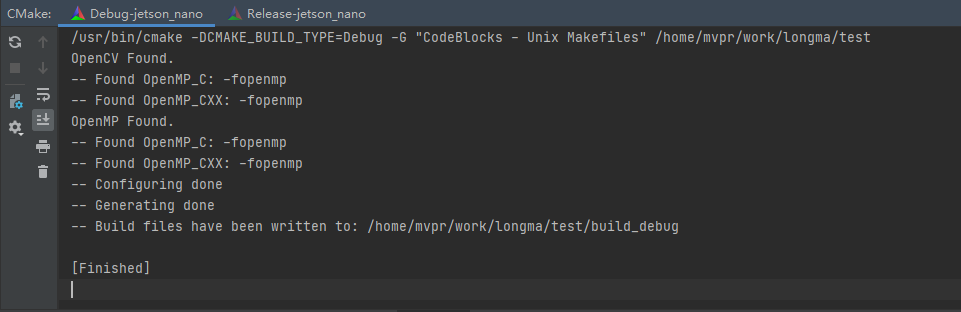 CMake: Debug-jetson_nano Release-jetson_nano
/usr/bin/cmake -DCMAKE_BUILD_TYPE=Debug -G "CodeBlocks - Unix Makefiles" /home/mvpr/work/longma/test
OpenCV Found.
-- Found OpenMP_C: -fopenmp
-- Found OpenMP_CXX: -fopenmp
OpenMP Found.
-- Found OpenMP_C: -fopenmp
-- Found OpenMP_CXX: -fopenmp
-- Configuring done
-- Generating done
-- Build files have been written to: /home/mvpr/work/longma/test/build_debug
[Finished]